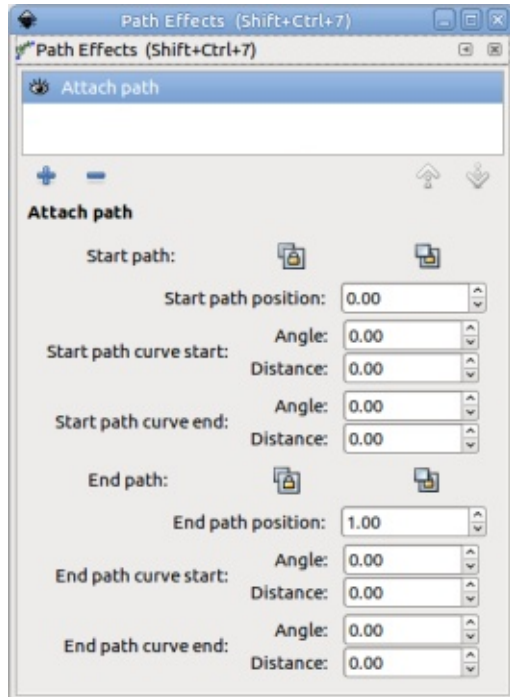 Path Effects (Shift+Ctrl+7)
Path Effects (Shift+Ctrl+7)
Attach path
Attach path
Start path:
Start path position: 0.00
Start path curve start: Angle: 0.00
Distance: 0.00
Start path curve end: Angle: 0.00
Distance: 0.00
End path:
End path position: 1.00
End path curve start: Angle: 0.00
Distance: 0.00
End path curve end: Angle: 0.00
Distance: 0.00